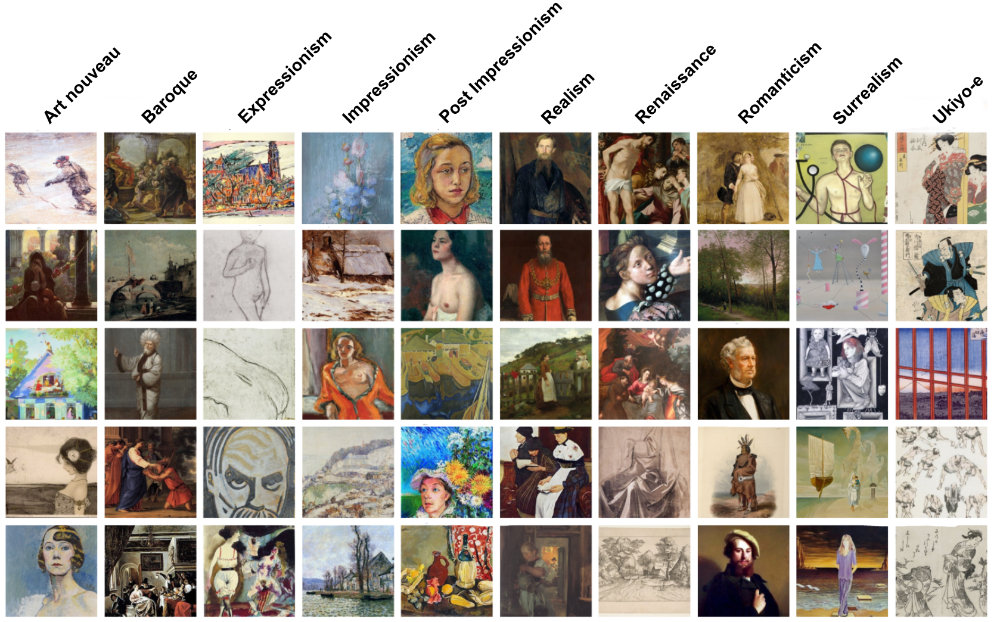 Art nouveau
Baroque
Expressionism
Impressionism
Post Impressionism
Realism
Renaissance
Romanticism
Surrealism
Ukiyo-e